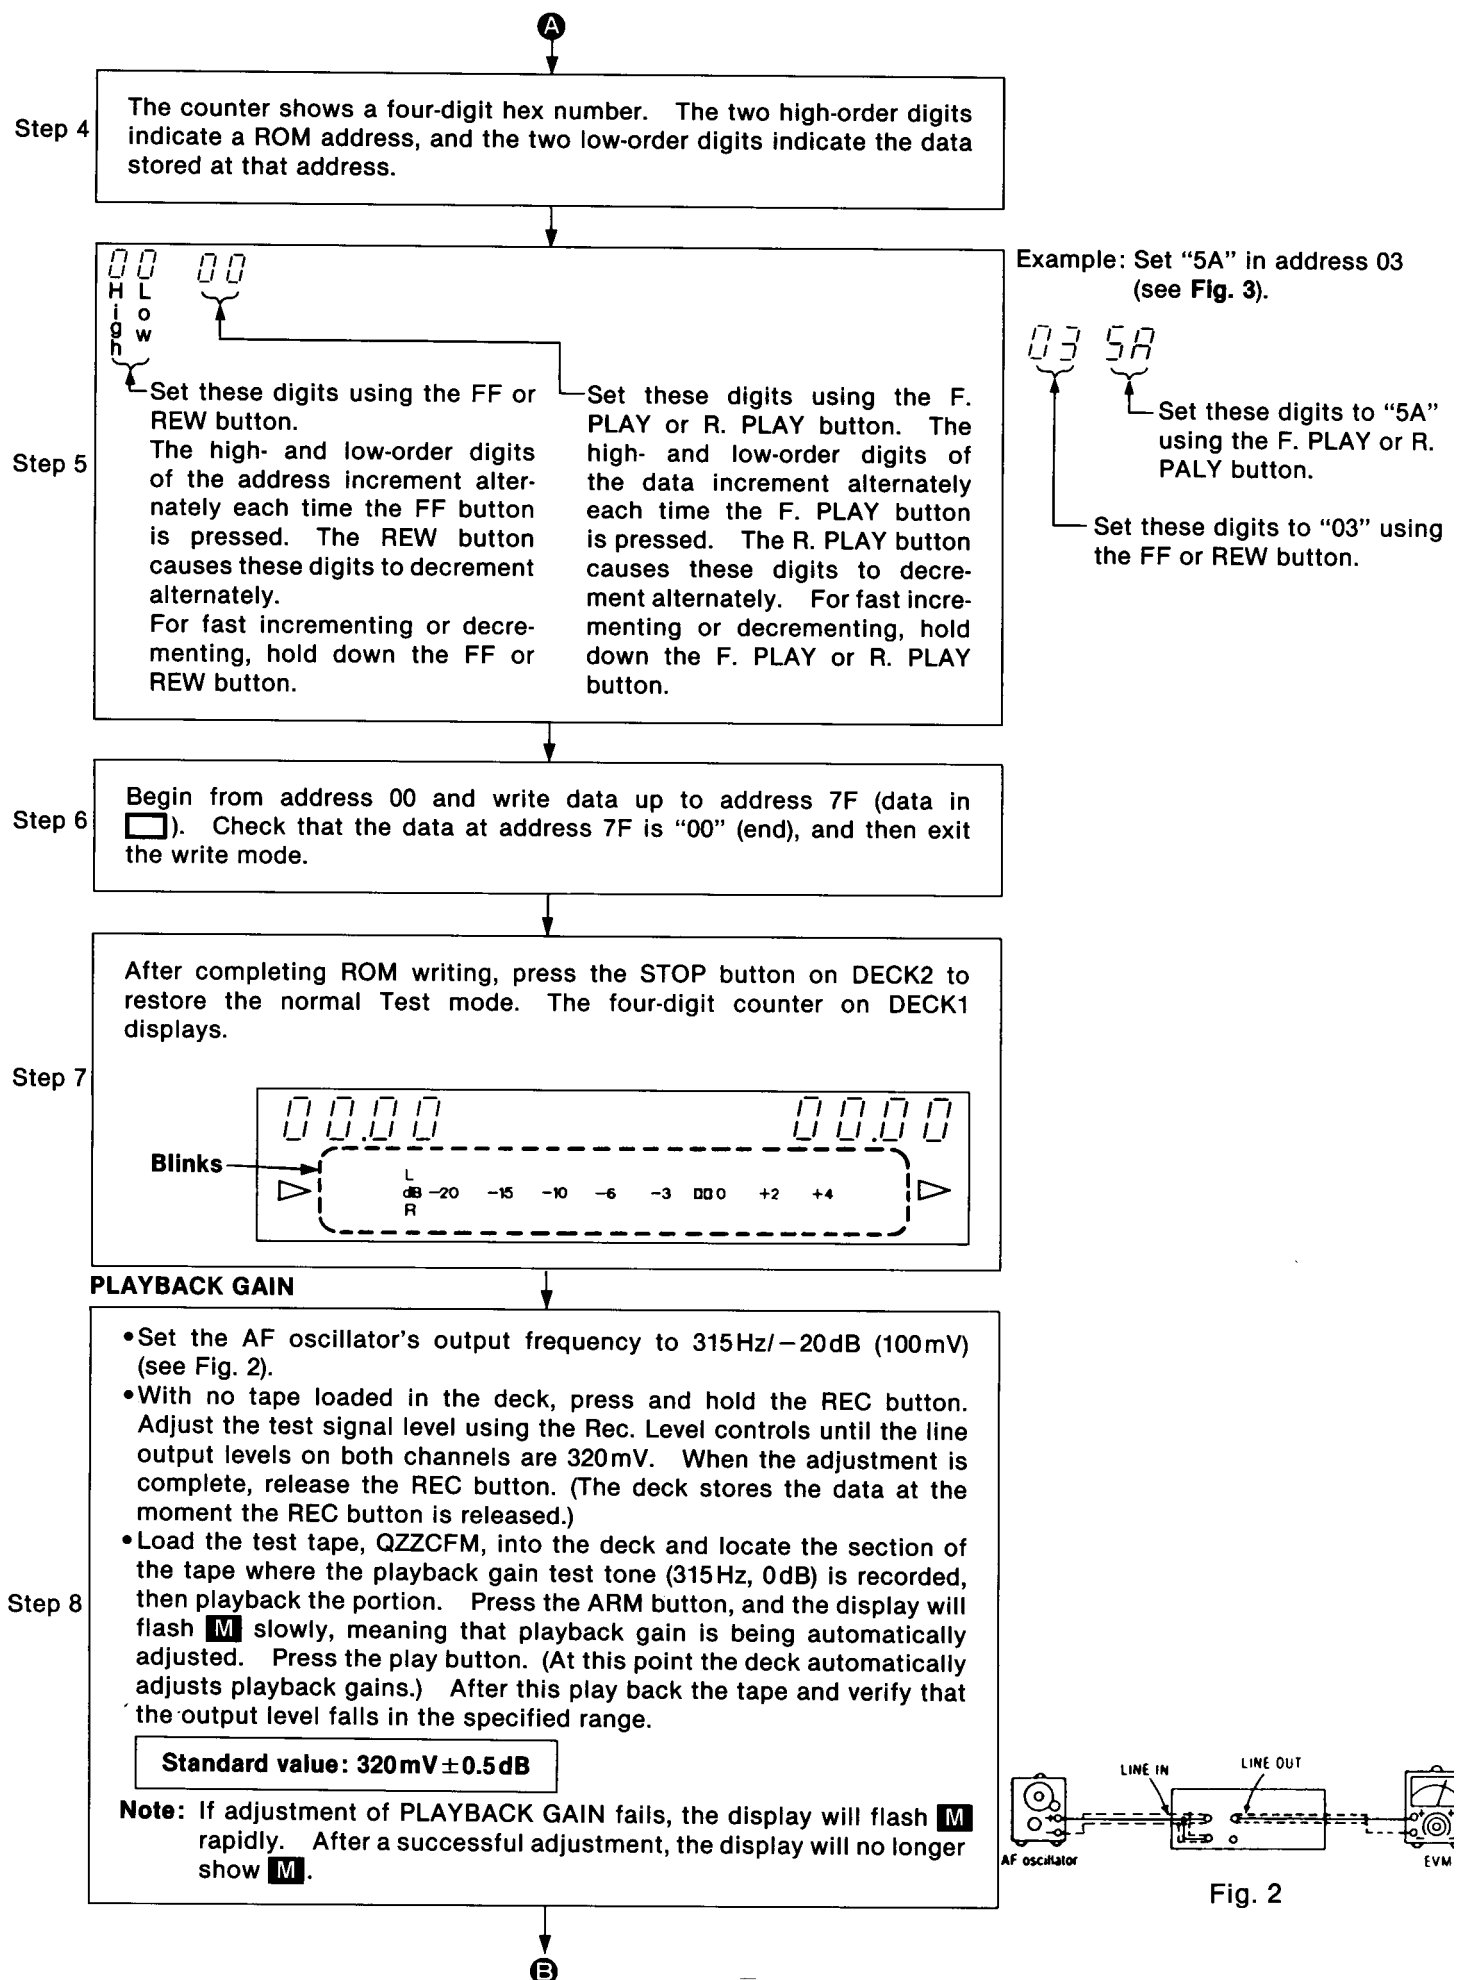 A
Step 4
The counter shows a four-digit hex number. The two high-order digits
indicate a ROM address, and the two low-order digits indicate the data
stored at that address.
Step 5
00 00
High Low
Set these digits using the FF or
REW button.
The high- and low-order digits
of the address increment alter-
nately each time the FF button
is pressed. The REW button
causes these digits to decrement
alternately.
For fast incrementing or decre-
menting, hold down the FF or
REW button.
Set these digits using the F.
PLAY or R. PLAY button. The
high- and low-order digits of
the data increment alternately
each time the F. PLAY button
is pressed. The R. PLAY button
causes these digits to decre-
ment alternately. For fast incre-
menting or decrementing, hold
down the F. PLAY or R. PLAY
button.
Example: Set “5A” in address 03
(see Fig. 3).
03 5A
Set these digits to “5A”
using the F. PLAY or R.
PALY button.
Set these digits to “03” using
the FF or REW button.
Step 6
Begin from address 00 and write data up to address 7F (data in
). Check that the data at address 7F is “00” (end), and then exit
the write mode.
Step 7
After completing ROM writing, press the STOP button on DECK2 to
restore the normal Test mode. The four-digit counter on DECK1
displays.
00.00 00.00
Blinks
L
dB -20 -15 -10 -6 -3 0 +2 +4
R
PLAYBACK GAIN
Step 8
•Set the AF oscillator's output frequency to 315Hz/−20dB (100mV)
(see Fig. 2).
•With no tape loaded in the deck, press and hold the REC button.
Adjust the test signal level using the Rec. Level controls until the line
output levels on both channels are 320mV. When the adjustment is
complete, release the REC button. (The deck stores the data at the
moment the REC button is released.)
•Load the test tape, QZZCFM, into the deck and locate the section of
the tape where the playback gain test tone (315Hz, 0dB) is recorded,
then playback the portion. Press the ARM button, and the display will
flash M slowly, meaning that playback gain is being automatically
adjusted. Press the play button. (At this point the deck automatically
adjusts playback gains.) After this play back the tape and verify that
the output level falls in the specified range.
Standard value: 320mV±0.5dB
Note: If adjustment of PLAYBACK GAIN fails, the display will flash M
rapidly. After a successful adjustment, the display will no longer
show M.
LINE IN LINE OUT
AF oscillator
EVM
Fig. 2
B